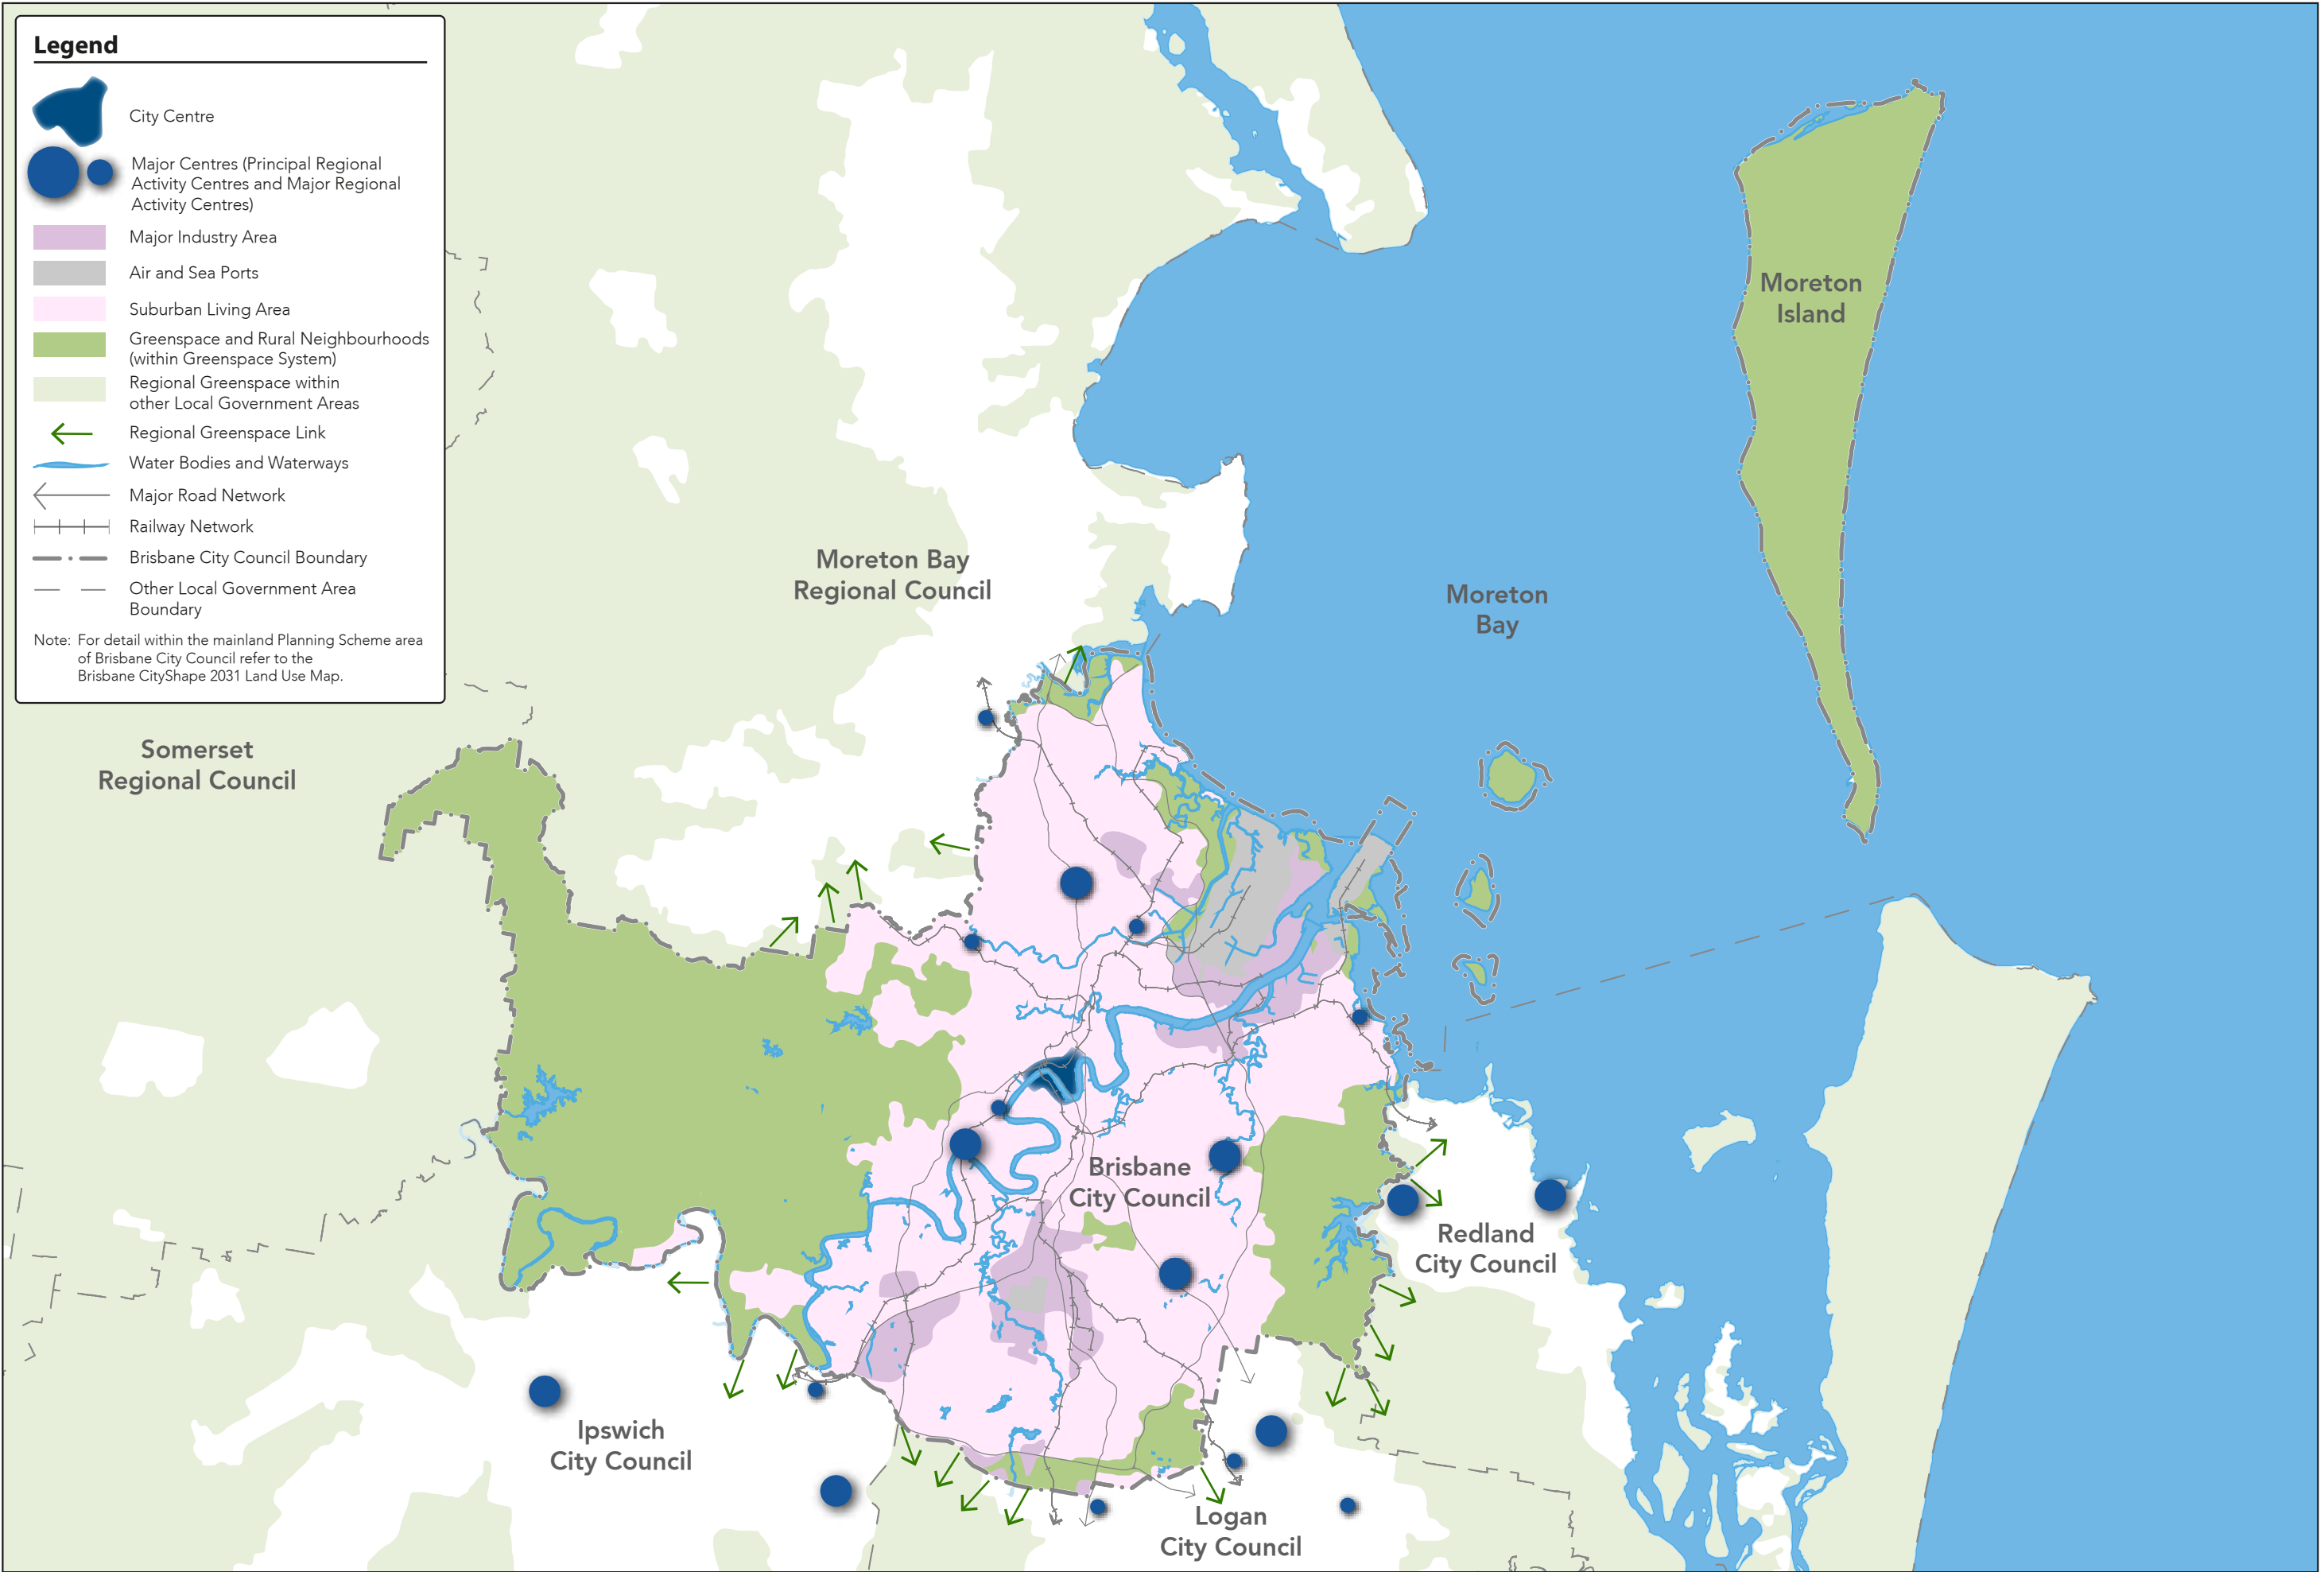 Legend
City Centre
Major Centres (Principal Regional
Activity Centres and Major Regional
Activity Centres)
Major Industry Area
Air and Sea Ports
Suburban Living Area
Greenspace and Rural Neighbourhoods
(within Greenspace System)
Regional Greenspace within
other Local Government Areas
Regional Greenspace Link
Water Bodies and Waterways
Major Road Network
Railway Network
Brisbane City Council Boundary
Other Local Government Area
Boundary
Note: For detail within the mainland Planning Scheme area
of Brisbane City Council refer to the
Brisbane CityShape 2031 Land Use Map.
Moreton
Island
Moreton Bay
Regional Council
Moreton
Bay
Somerset
Regional Council
Brisbane
City Council
Redland
City Council
Ipswich
City Council
Logan
City Council